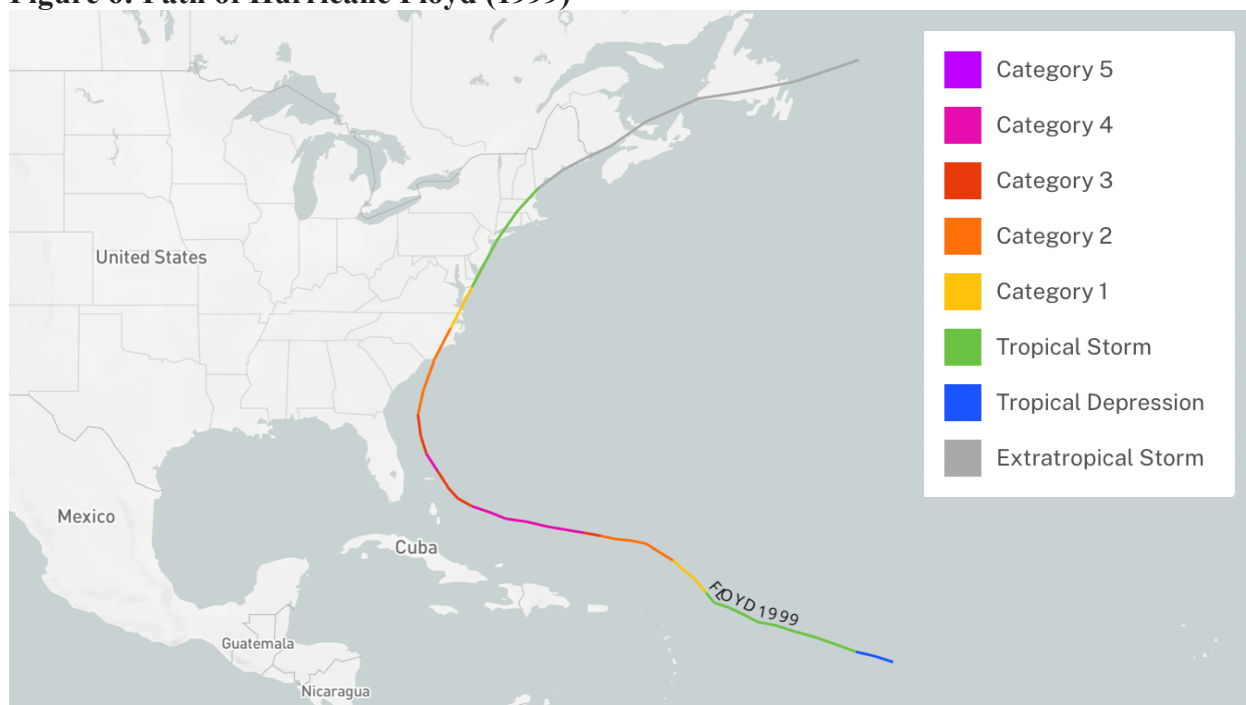 Figure 6: Path of Hurricane Floyd (1999)
Category 5
Category 4
Category 3
Category 2
Category 1
Tropical Storm
Tropical Depression
Extratropical Storm
United States
Mexico
Cuba
FLOYD 1999
Guatemala
Nicaragua